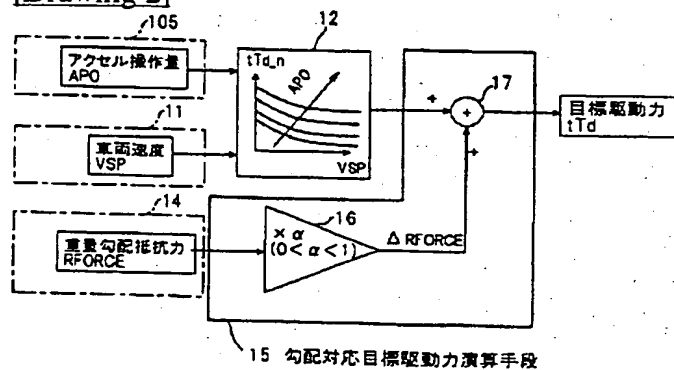 105
アクセル操作量
APO
11
車両速度
VSP
14
重量勾配抵抗力
RFORCE
12
tTd_n
APO
VSP
16
× α
(0 < α < 1)
Δ RFORCE
17
+
+
+
目標駆動力
tTd
15 勾配対応目標駆動力演算手段